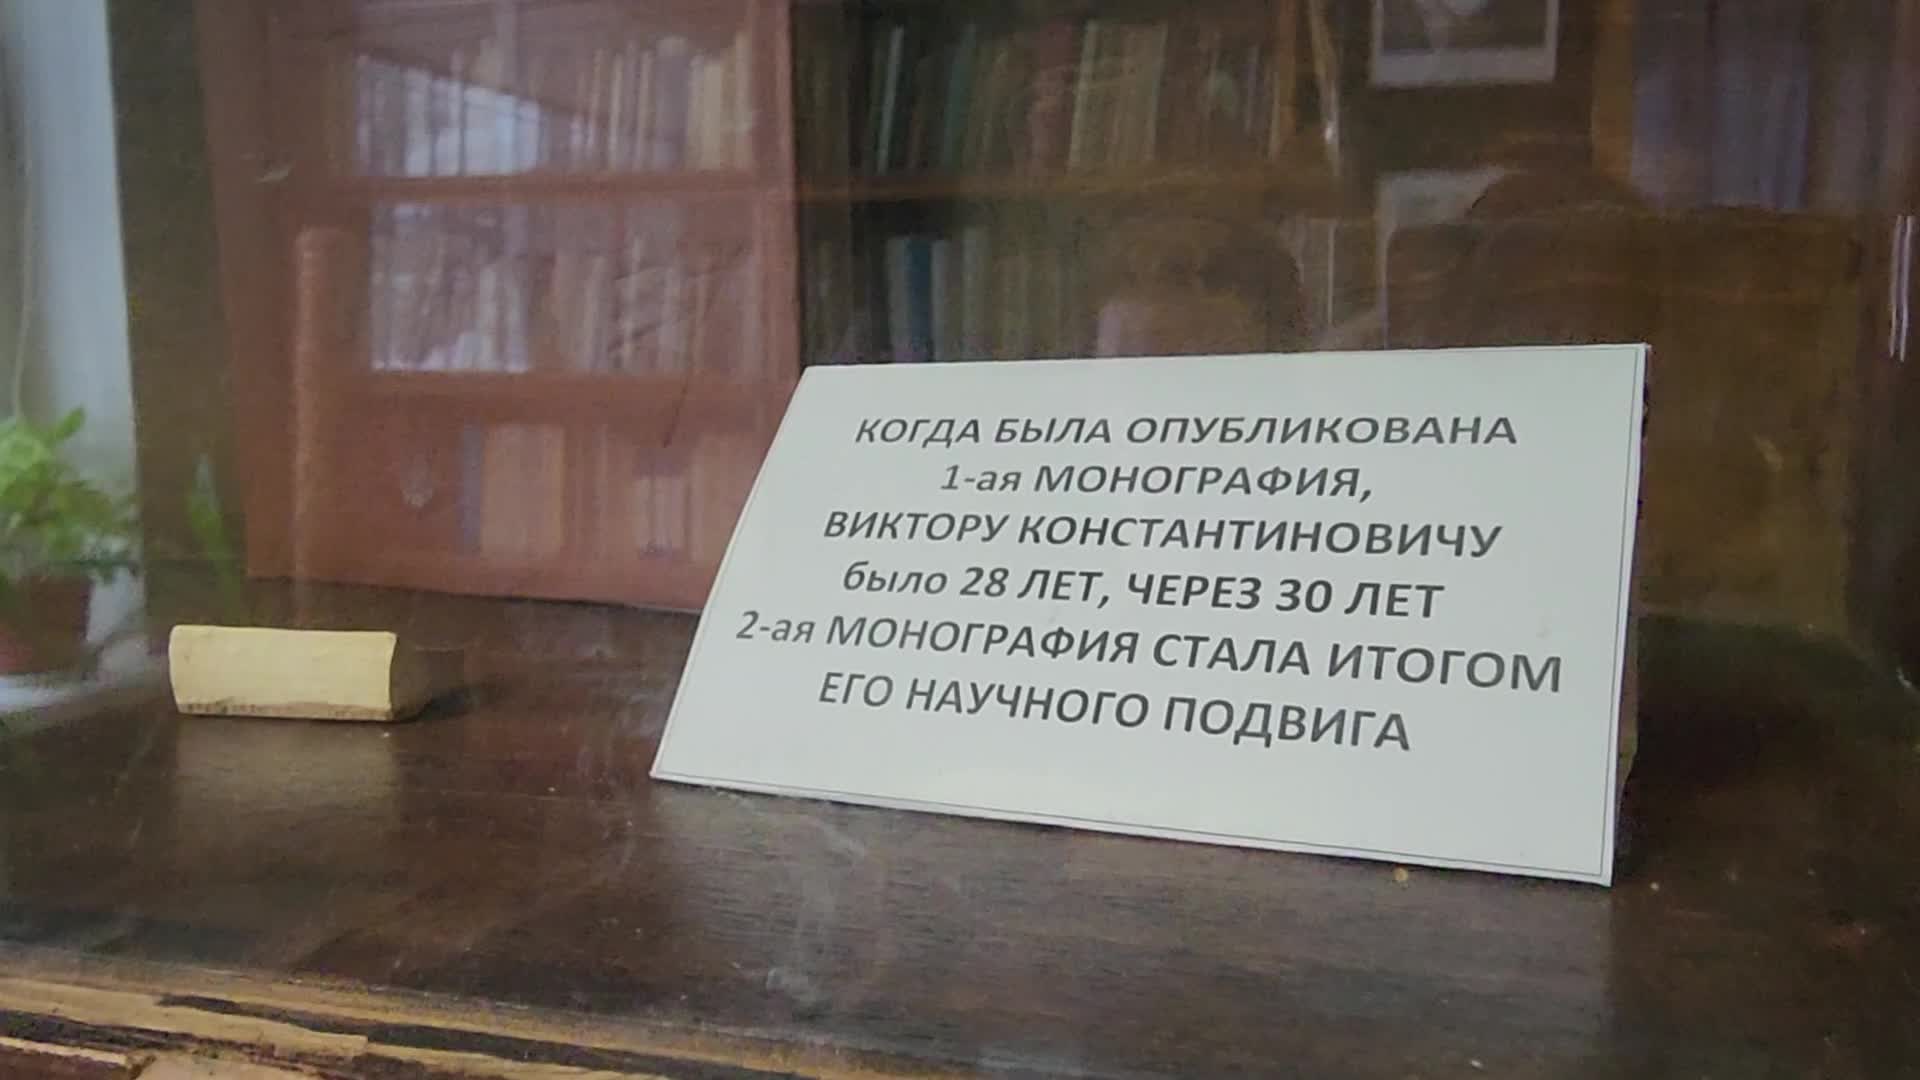 КОГДА БЫЛА ОПУБЛИКОВАНА
1-ая МОНОГРАФИЯ,
ВИКТОРУ КОНСТАНТИНОВИЧУ
было 28 ЛЕТ, ЧЕРЕЗ 30 ЛЕТ
2-ая МОНОГРАФИЯ СТАЛА ИТОГОМ
ЕГО НАУЧНОГО ПОДВИГА